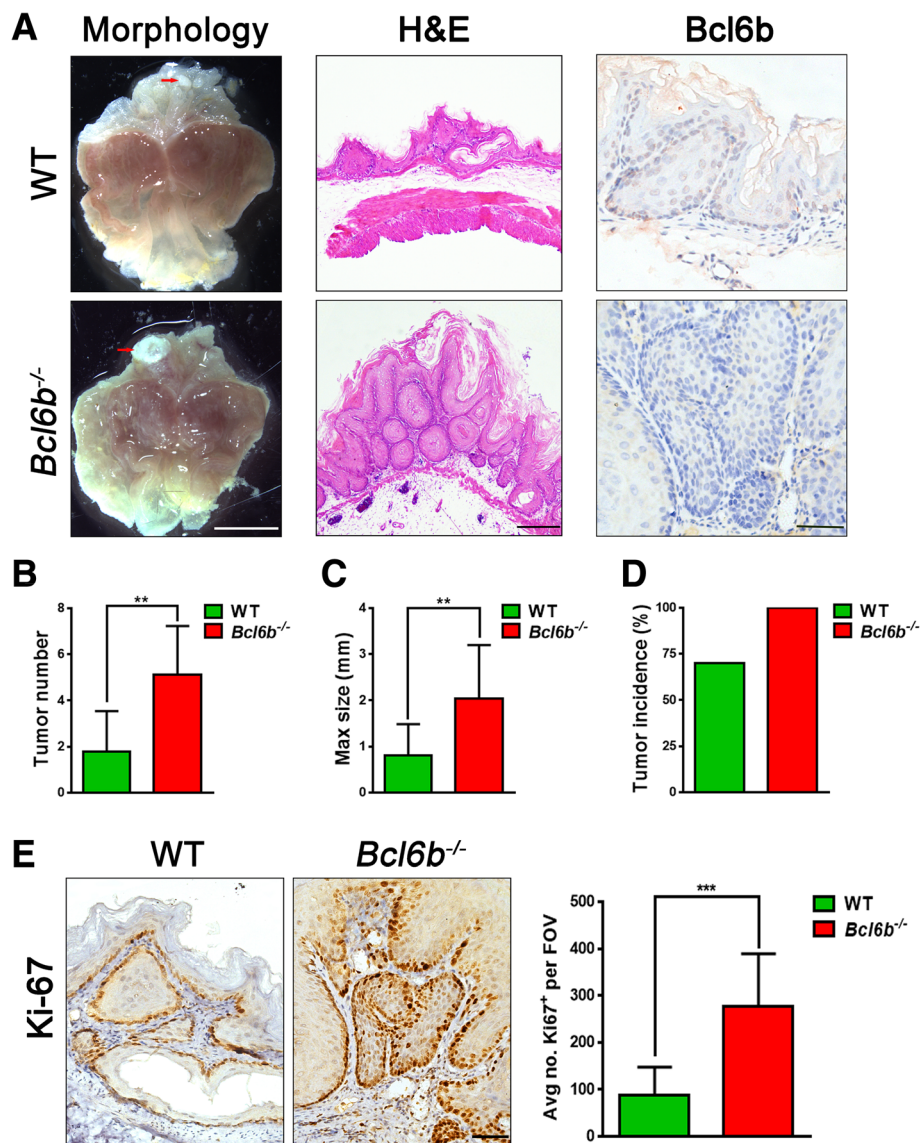 A
Morphology
H&E
Bcl6b
WT
Bcl6b-/-
B
Tumor number
8
6
4
2
0
**
WT
Bcl6b-/-
C
Max size (mm)
4
3
2
1
0
**
WT
Bcl6b-/-
D
Tumor incidence (%)
100
75
50
25
0
WT
Bcl6b-/-
E
WT
Bcl6b-/-
Ki-67
Avg no. Ki67+ per FOV
500
400
300
200
100
0
***
WT
Bcl6b-/-